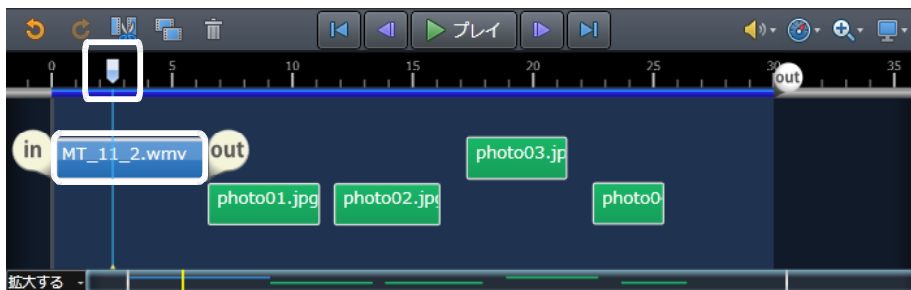 プレイ
0 5 10 15 20 25 30 35
out
in MT_11_2.wmv out photo03.jp
photo01.jpg photo02.jpg photo0
拡大する